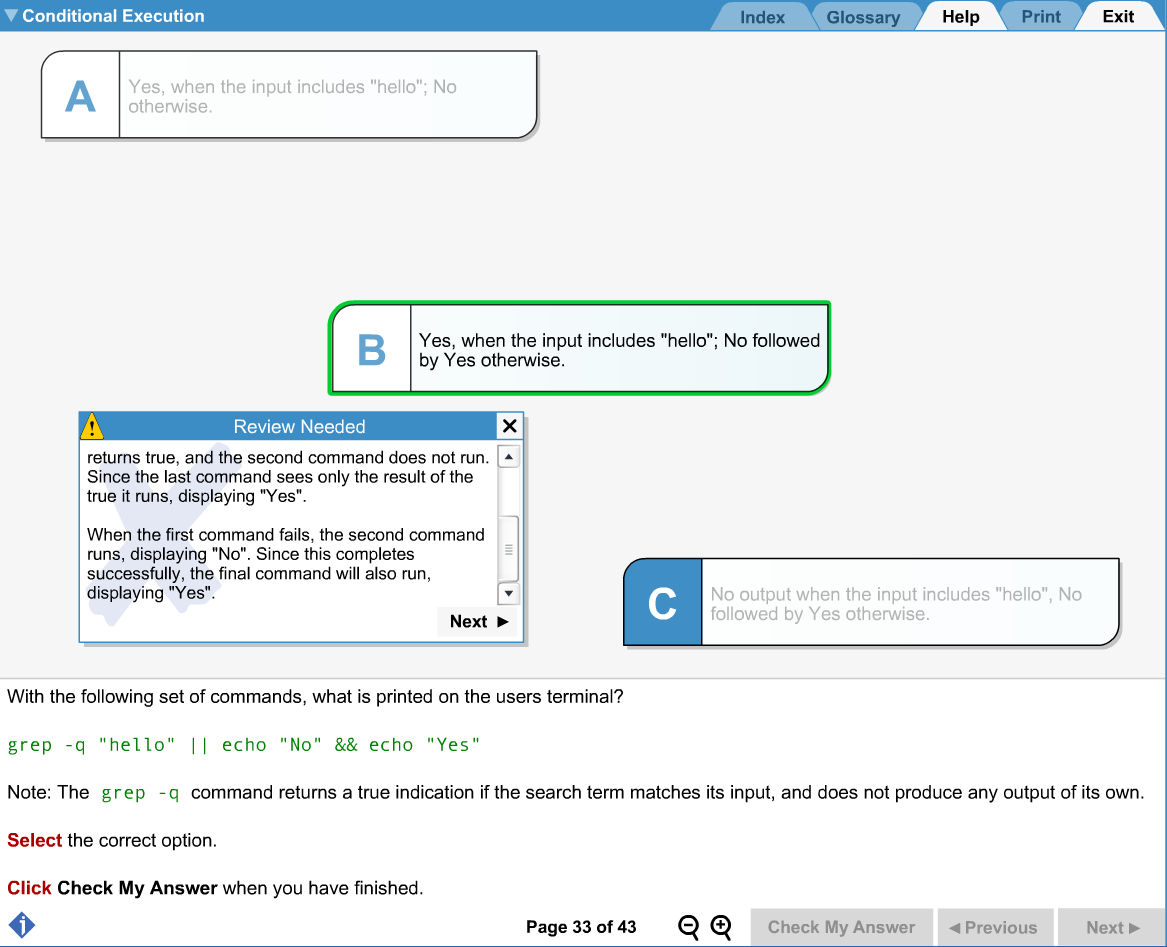 Conditional Execution
Index
Glossary
Help
Print
Exit
A
Yes, when the input includes "hello"; No
otherwise.
B
Yes, when the input includes "hello"; No followed
by Yes otherwise.
Review Needed
returns true, and the second command does not run.
Since the last command sees only the result of the
true it runs, displaying "Yes".
When the first command fails, the second command
runs, displaying "No". Since this completes
successfully, the final command will also run,
displaying "Yes".
Next ►
C
No output when the input includes "hello", No
followed by Yes otherwise.
With the following set of commands, what is printed on the users terminal?
grep -q "hello" || echo "No" && echo "Yes"
Note: The grep -q command returns a true indication if the search term matches its input, and does not produce any output of its own.
Select the correct option.
Click Check My Answer when you have finished.
Page 33 of 43
Check My Answer
◄Previous
Next►